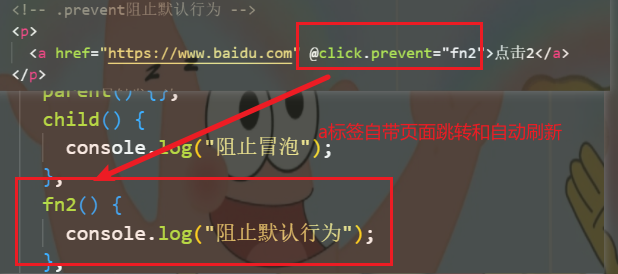 <!-- .prevent阻止默认行为 -->
<p>
<a href="https://www.baidu.com" @click.prevent="fn2">点击2</a>
</p>
parent() {},
child() {
console.log("阻止冒泡");
a标签自带页面跳转和自动刷新
},
fn2() {
console.log("阻止默认行为");
},